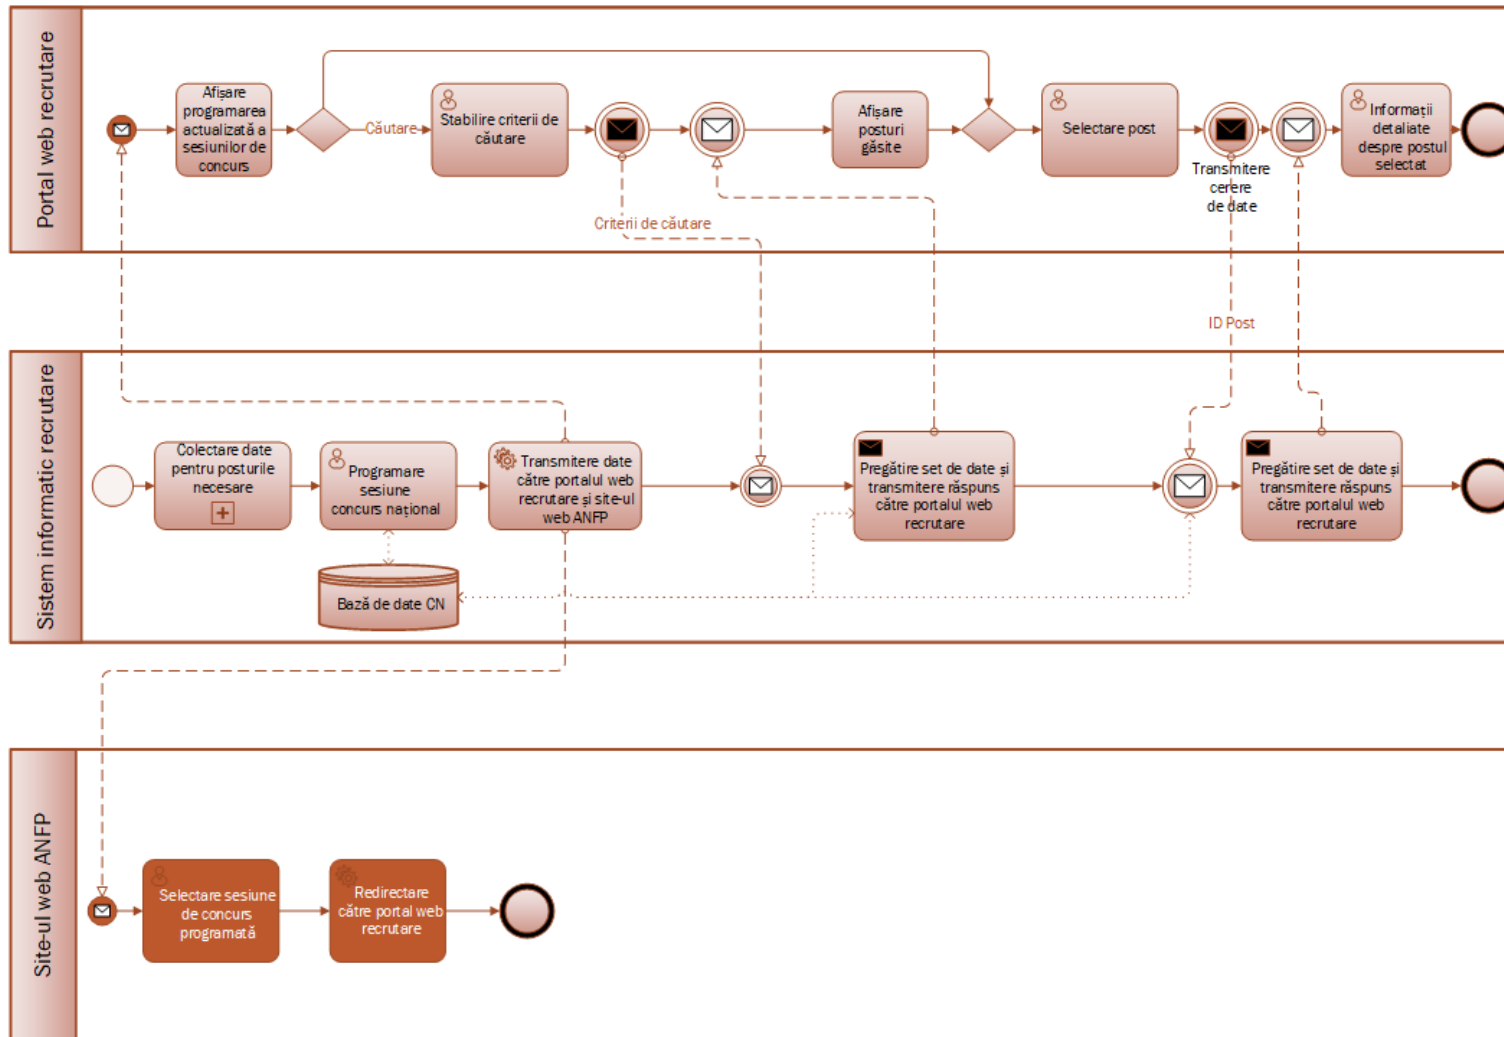 Portal web recrutare
Afișare
programarea
actualizată a
sesiunilor de
concurs
Căutare
Stabilire criterii de
căutare
Afișare
posturi
găsite
Selectare post
Transmitere
cerere
de date
Informații
detaliate
despre postul
selectat
Criterii de căutare
ID Post
Sistem informatic recrutare
Colectare date
pentru posturile
necesare
Programare
sesiune
concurs național
Transmitere date
către portalul web
recrutare și site-ul
web ANFP
Pregătire set de date și
transmitere răspuns
către portalul web
recrutare
Pregătire set de date și
transmitere răspuns
către portalul web
recrutare
Bază de date CN
Site-ul web ANFP
Selectare sesiune
de concurs
programată
Redirectare
către portal web
recrutare